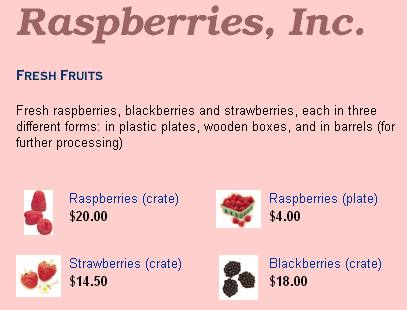 Raspberries, Inc.
FRESH FRUITS
Fresh raspberries, blackberries and strawberries, each in three
different forms: in plastic plates, wooden boxes, and in barrels (for
further processing)
Raspberries (crate)
$20.00
Raspberries (plate)
$4.00
Strawberries (crate)
$14.50
Blackberries (crate)
$18.00